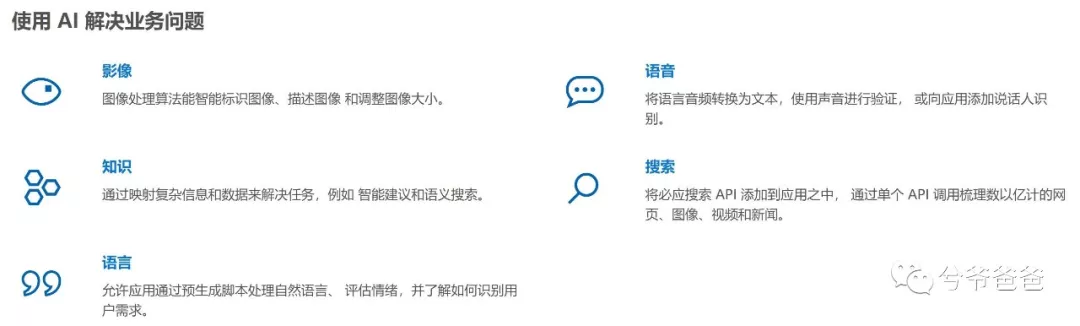 使用 AI 解决业务问题
影像
图像处理算法能智能标识图像、描述图像 和调整图像大小。
语音
将语言音频转换为文本，使用声音进行验证， 或向应用添加说话人识
别。
知识
通过映射复杂信息和数据来解决任务，例如 智能建议和语义搜索。
搜索
将必应搜索 API 添加到应用之中， 通过单个 API 调用梳理数以亿计的网
页、图像、视频和新闻。
语言
允许应用通过预生成脚本处理自然语言、 评估情绪，并了解如何识别用
户需求。
兮爷爸爸